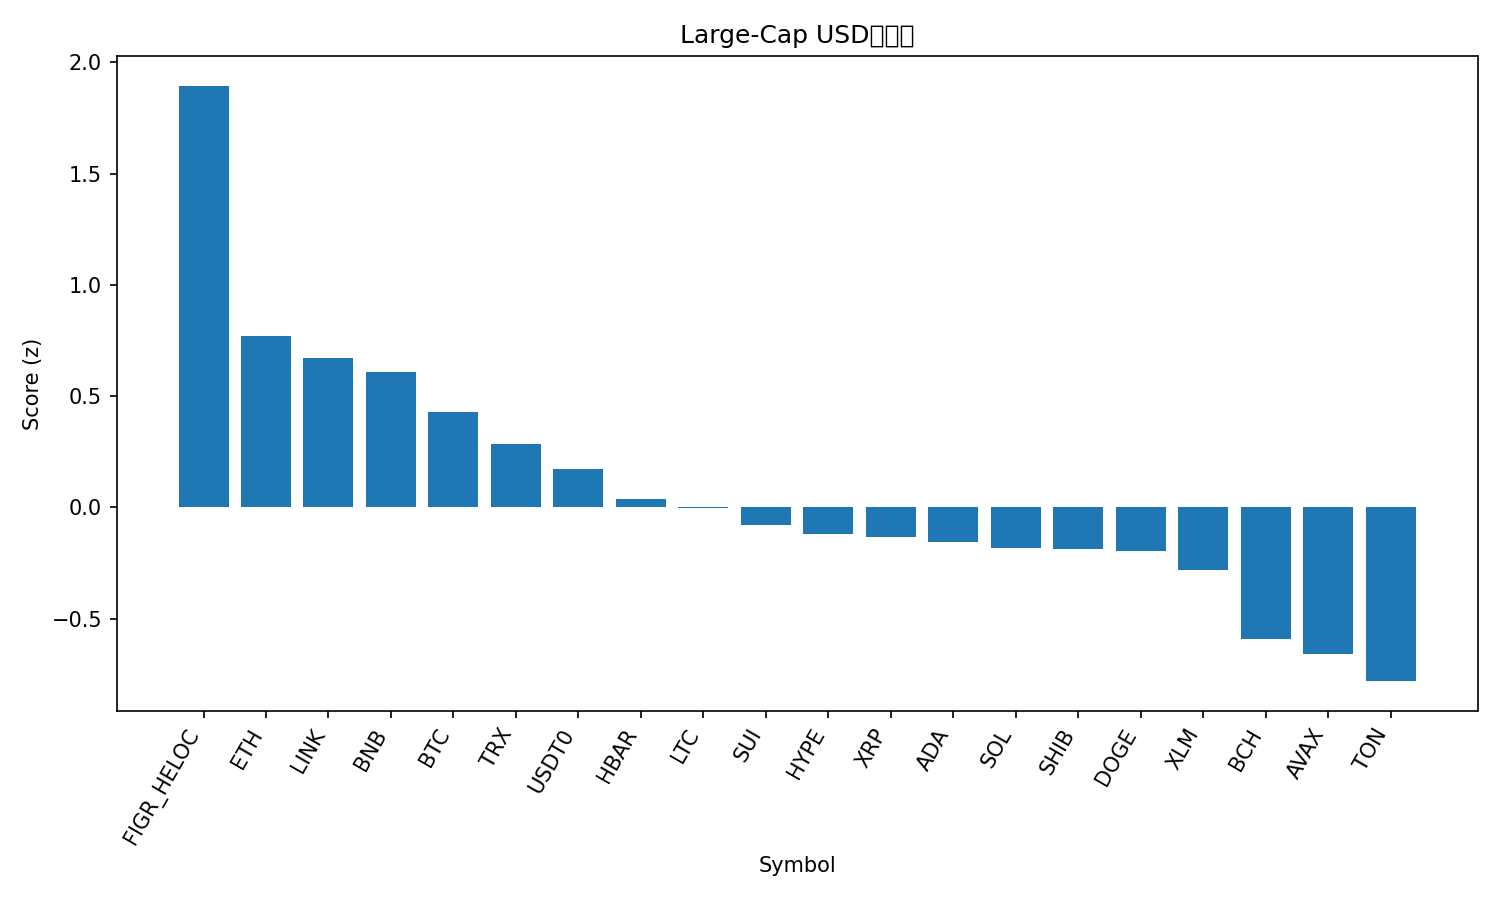 Large-Cap USD
2.0
1.5
1.0
0.5
0.0
−0.5
Score (z)
FIGR_HELOC
ETH
LINK
BNB
BTC
TRX
USDT0
HBAR
LTC
SUI
HYPE
XRP
ADA
SOL
SHIB
DOGE
XLM
BCH
AVAX
TON
Symbol